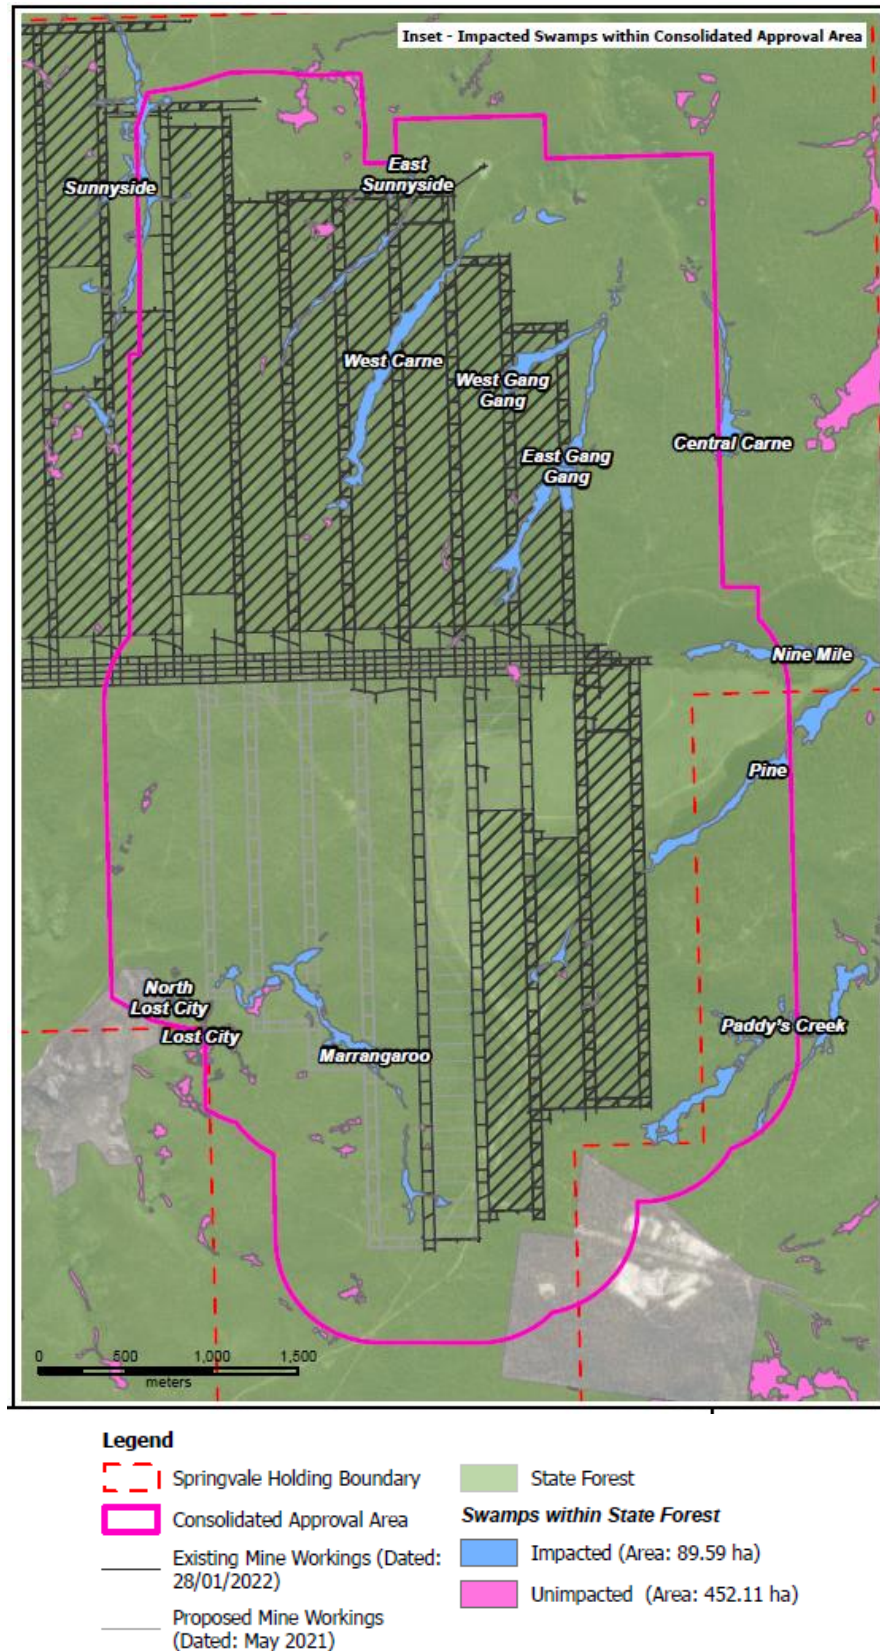 Inset - Impacted Swamps within Consolidated Approval Area
East
Sunnyside
Sunnyside
West Carne
West Gang
Gang
Central Carne
East Gang
Gang
Nine Mile
Pine
North
Lost City
Lost City
Paddy's Creek
Marrangaroo
0 500 1,000 1,500
meters
Legend
Springvale Holding Boundary
Consolidated Approval Area
Existing Mine Workings (Dated:
28/01/2022)
Proposed Mine Workings
(Dated: May 2021)
State Forest
Swamps within State Forest
Impacted (Area: 89.59 ha)
Unimpacted (Area: 452.11 ha)